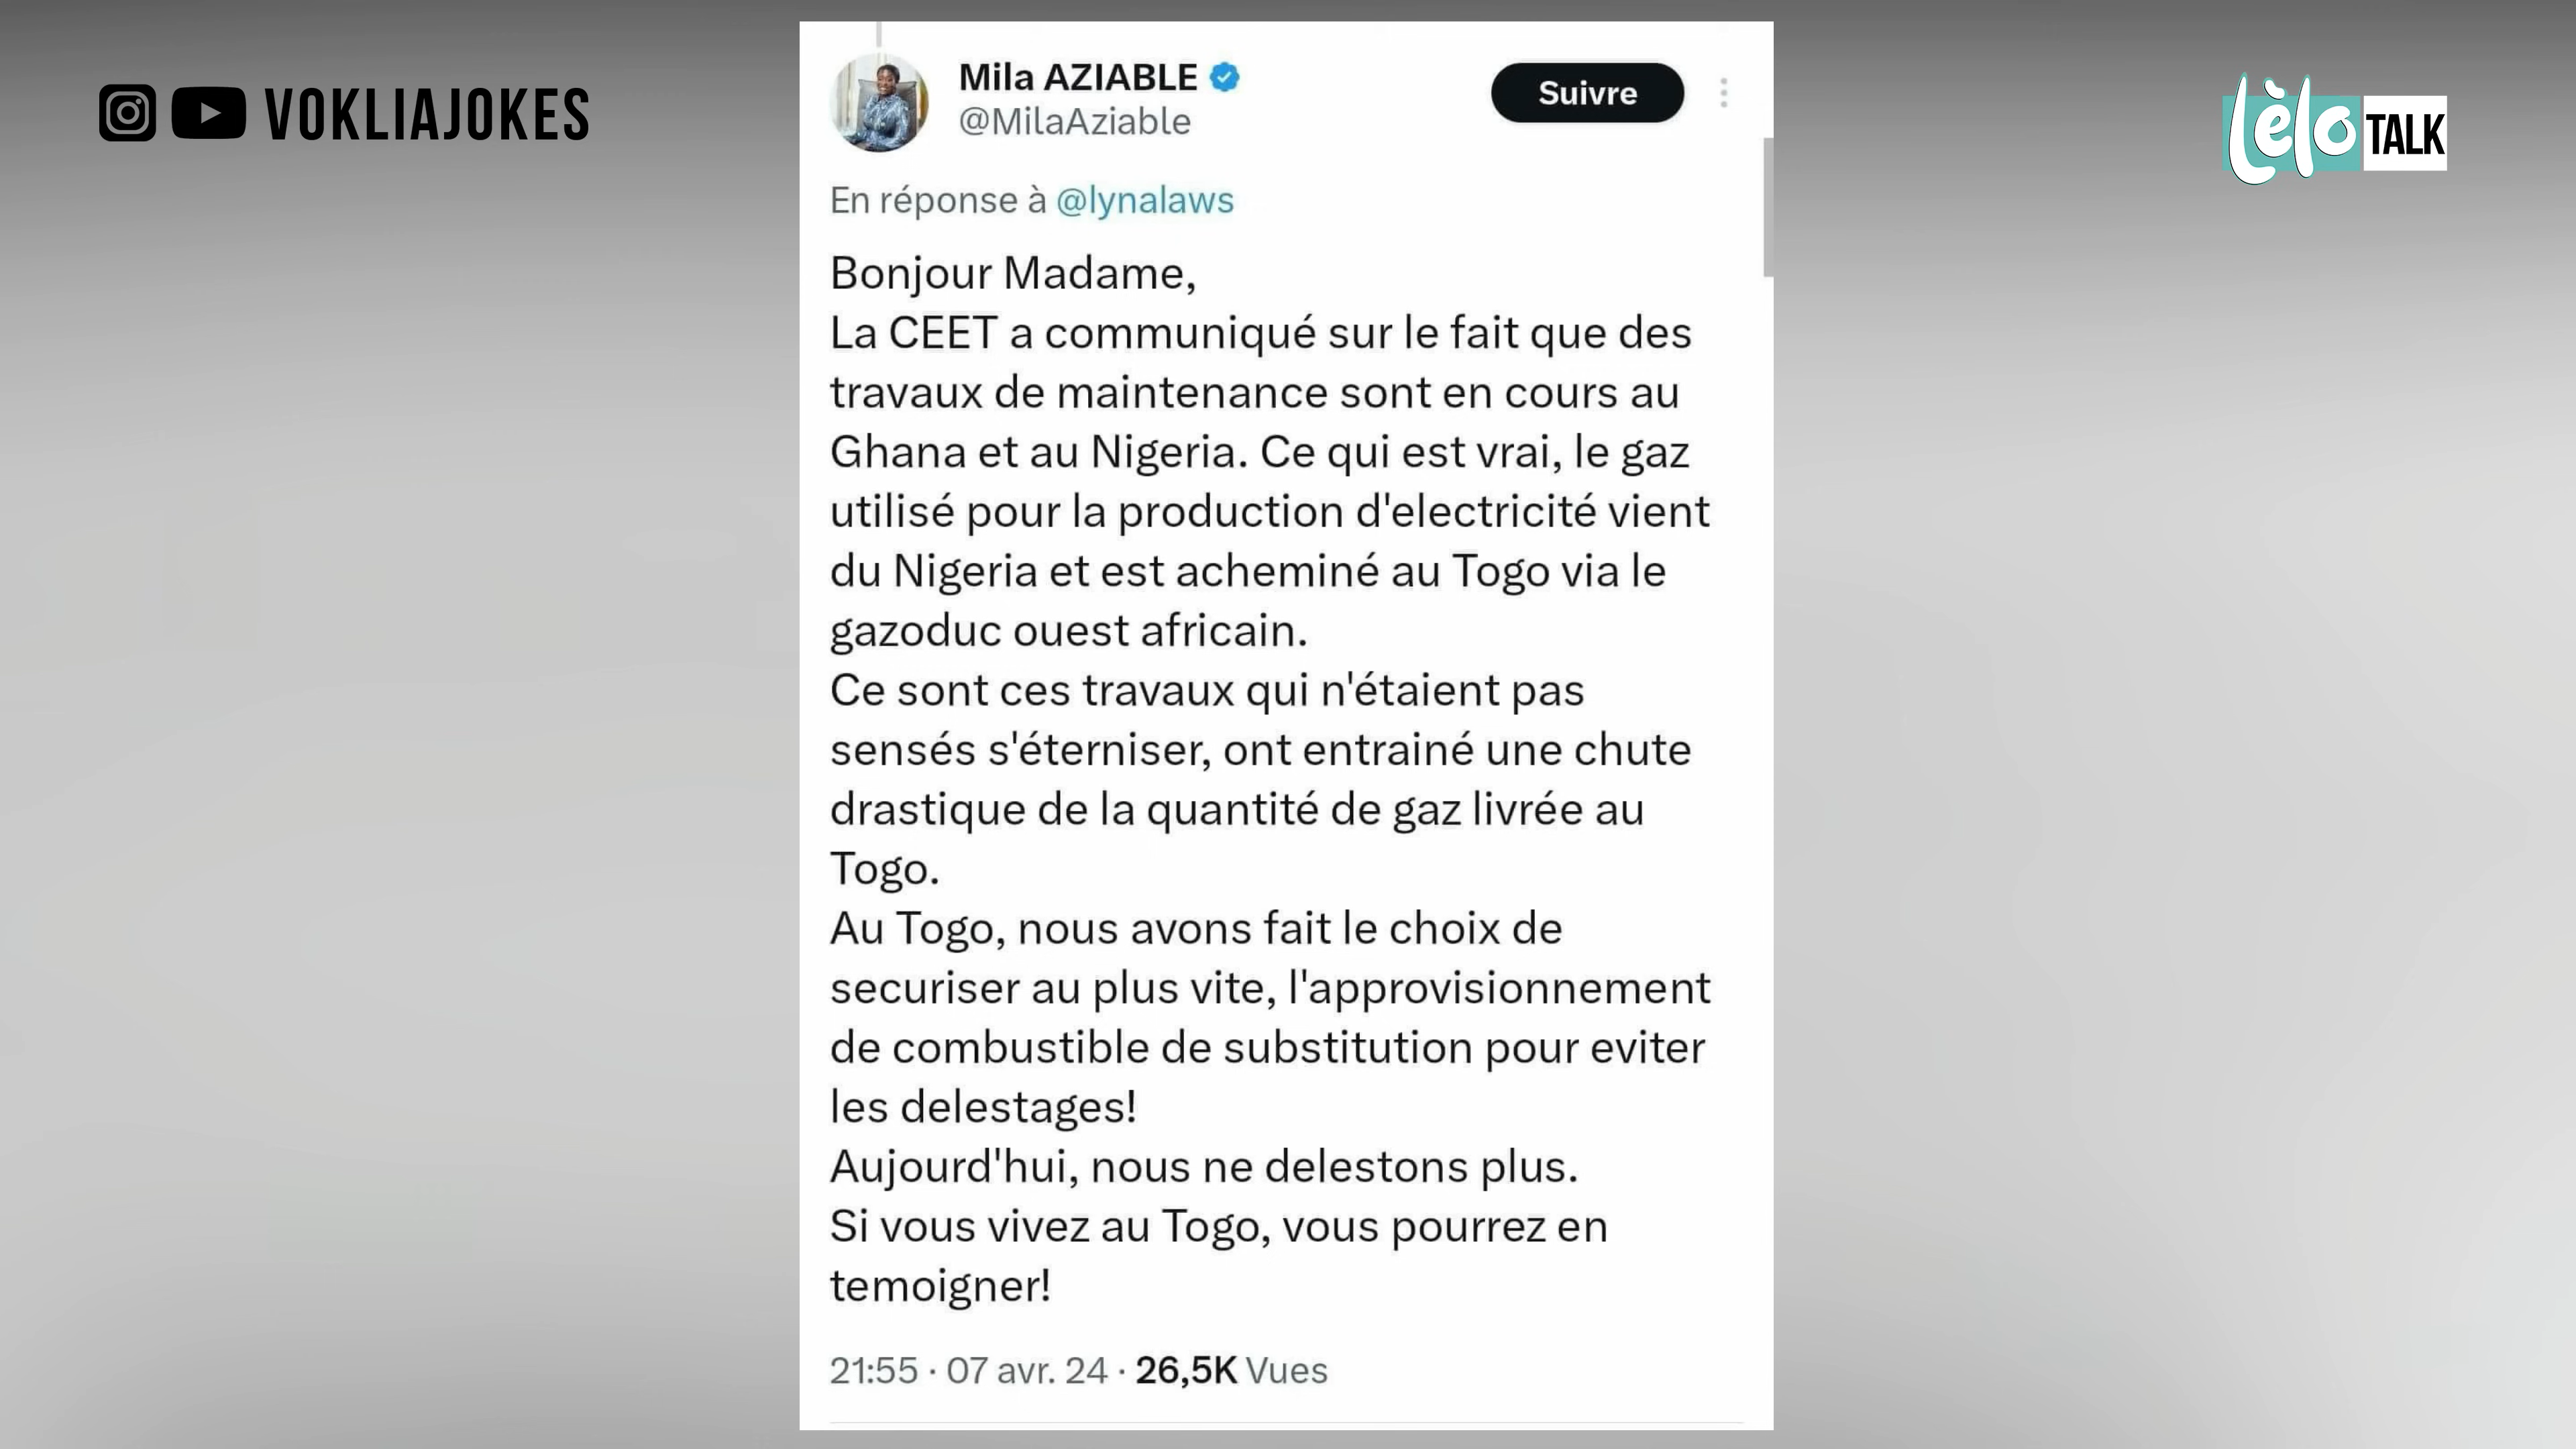 VOKLIAJOKES
Lèlo TALK
Mila AZIABLE
@MilaAziable
Suivre
En réponse à @lynalaws
Bonjour Madame,
La CEET a communiqué sur le fait que des
travaux de maintenance sont en cours au
Ghana et au Nigeria. Ce qui est vrai, le gaz
utilisé pour la production d'electricité vient
du Nigeria et est acheminé au Togo via le
gazoduc ouest africain.
Ce sont ces travaux qui n'étaient pas
sensés s'éterniser, ont entrainé une chute
drastique de la quantité de gaz livrée au
Togo.
Au Togo, nous avons fait le choix de
securiser au plus vite, l'approvisionnement
de combustible de substitution pour eviter
les delestages!
Aujourd'hui, nous ne delestons plus.
Si vous vivez au Togo, vous pourrez en
temoigner!
21:55 · 07 avr. 24 · 26,5K Vues